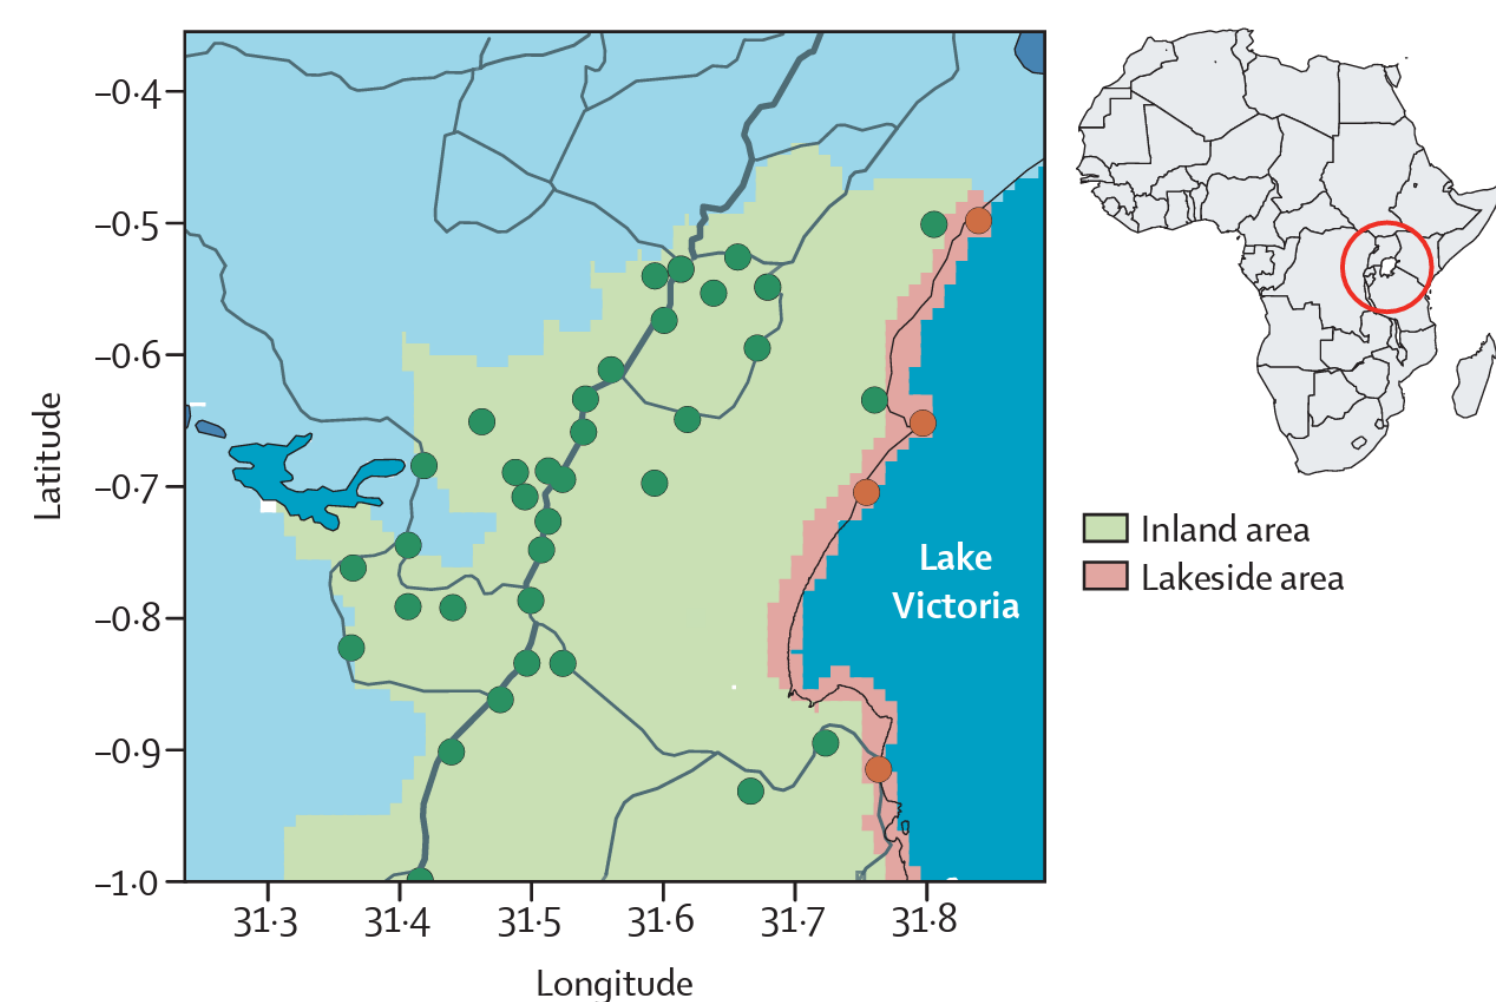 Latitude
–0·4
–0·5
–0·6
–0·7
–0·8
–0·9
–1·0
31·3 31·4 31·5 31·6 31·7 31·8
Longitude
Lake
Victoria
Inland area
Lakeside area